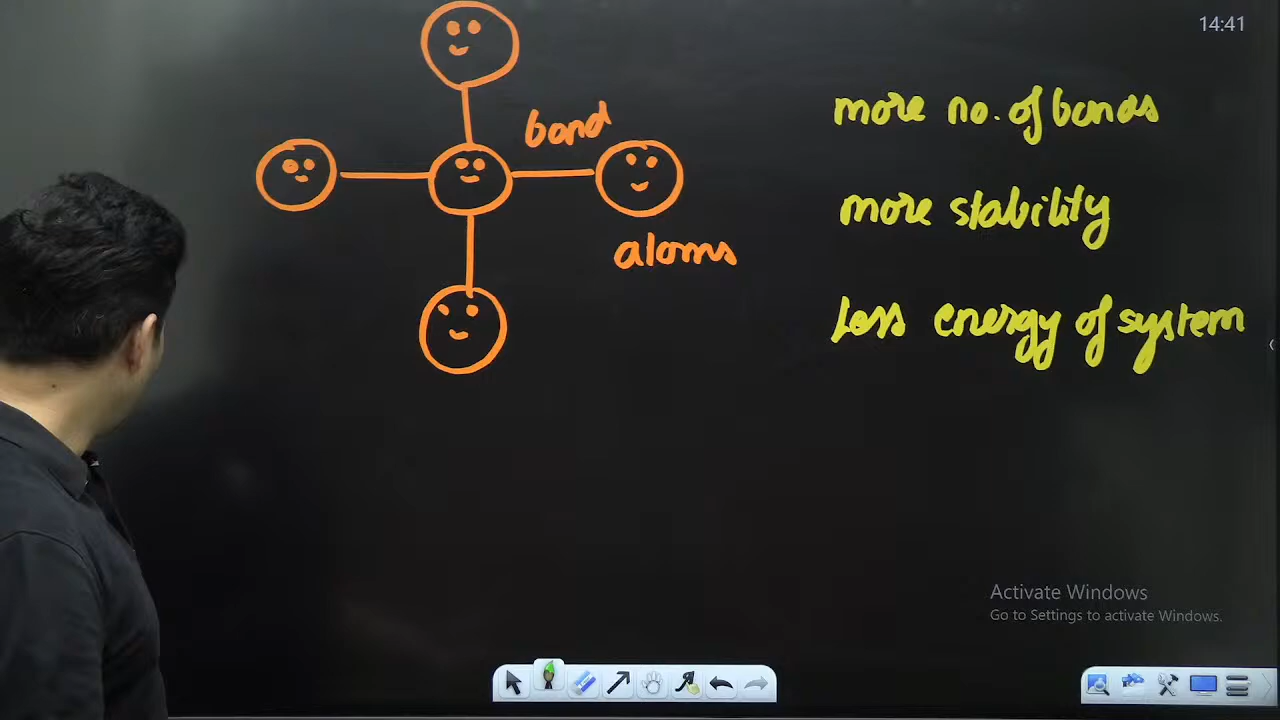 14:41
bond
more no. of bonds
more stability
atoms
less energy of system
Activate Windows
Go to Settings to activate Windows.